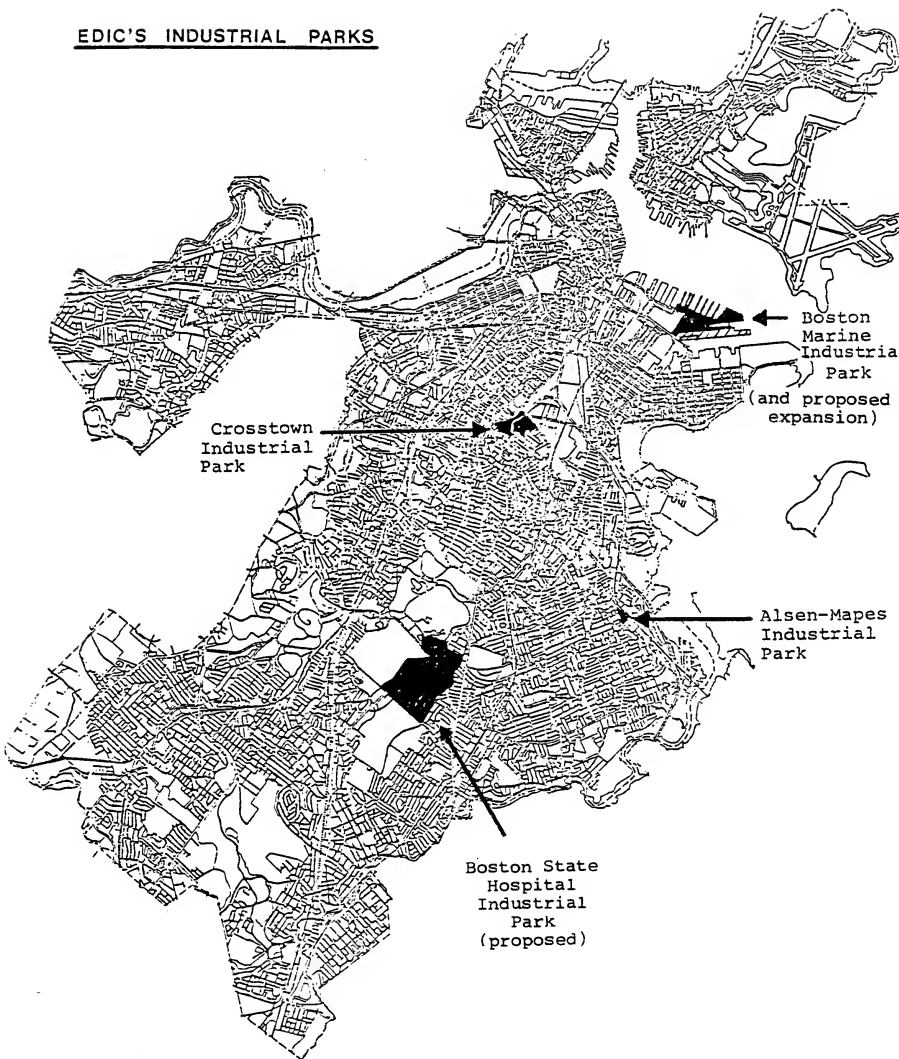 EDIC'S INDUSTRIAL PARKS
Boston
Marine
Industria
Park
(and proposed
expansion)
Crosstown
Industrial
Park
Alsen-Mapes
Industrial
Park
Boston State
Hospital
Industrial
Park
(proposed)